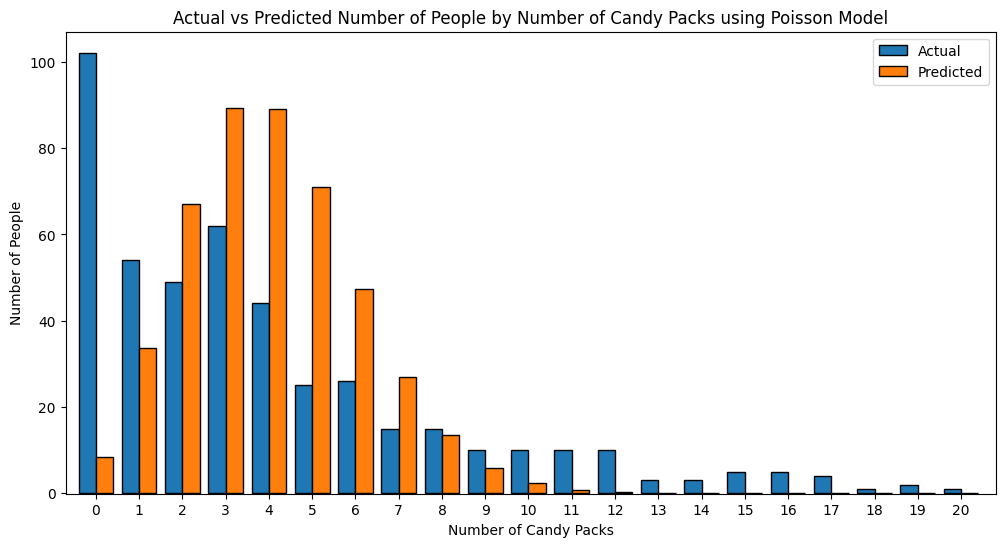 Actual vs Predicted Number of People by Number of Candy Packs using Poisson Model
Actual
Predicted
100
80
60
40
20
0
Number of People
0 1 2 3 4 5 6 7 8 9 10 11 12 13 14 15 16 17 18 19 20
Number of Candy Packs